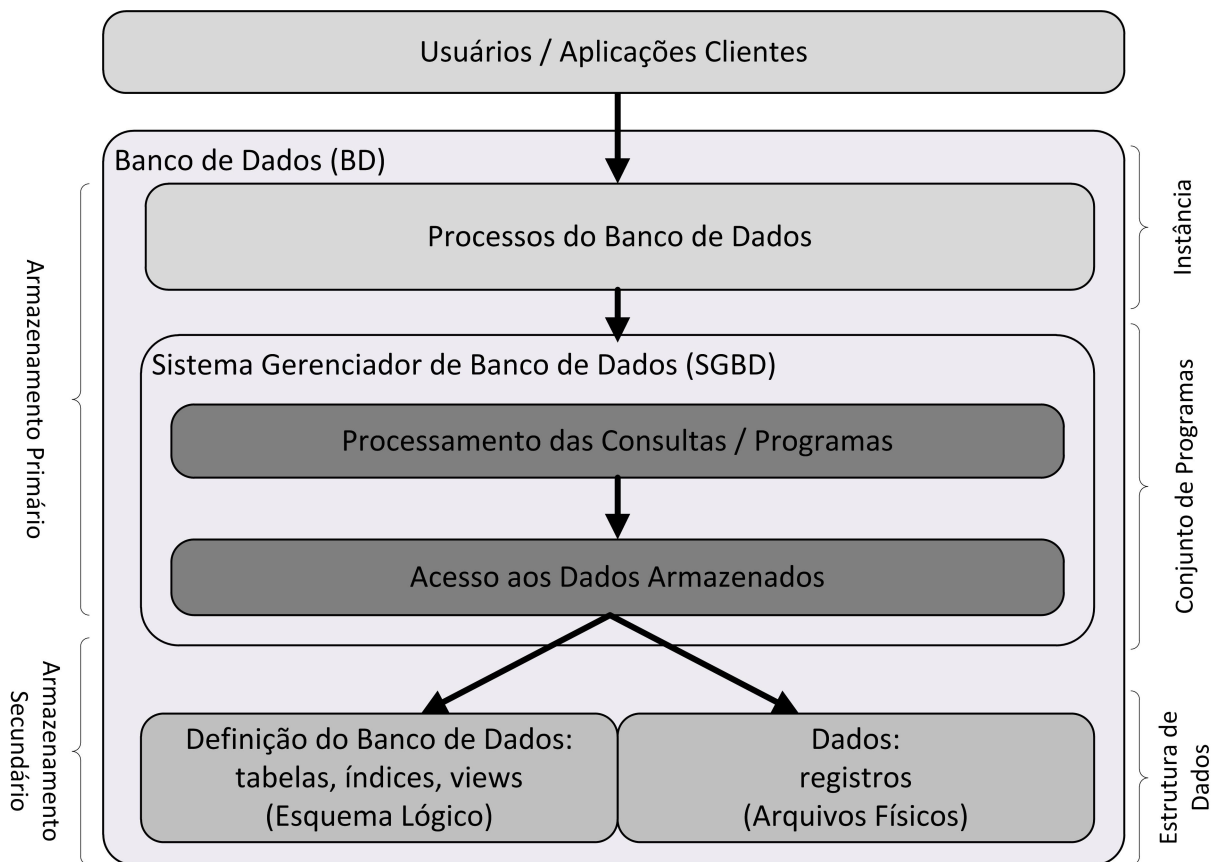 Usuários / Aplicações Clientes
Banco de Dados (BD)
Processos do Banco de Dados
Instância
Armazenamento Primário
Sistema Gerenciador de Banco de Dados (SGBD)
Processamento das Consultas / Programas
Acesso aos Dados Armazenados
Conjunto de Programas
Armazenamento
Secundário
Definição do Banco de Dados:
tabelas, índices, views
(Esquema Lógico)
Dados:
registros
(Arquivos Físicos)
Estrutura de
Dados